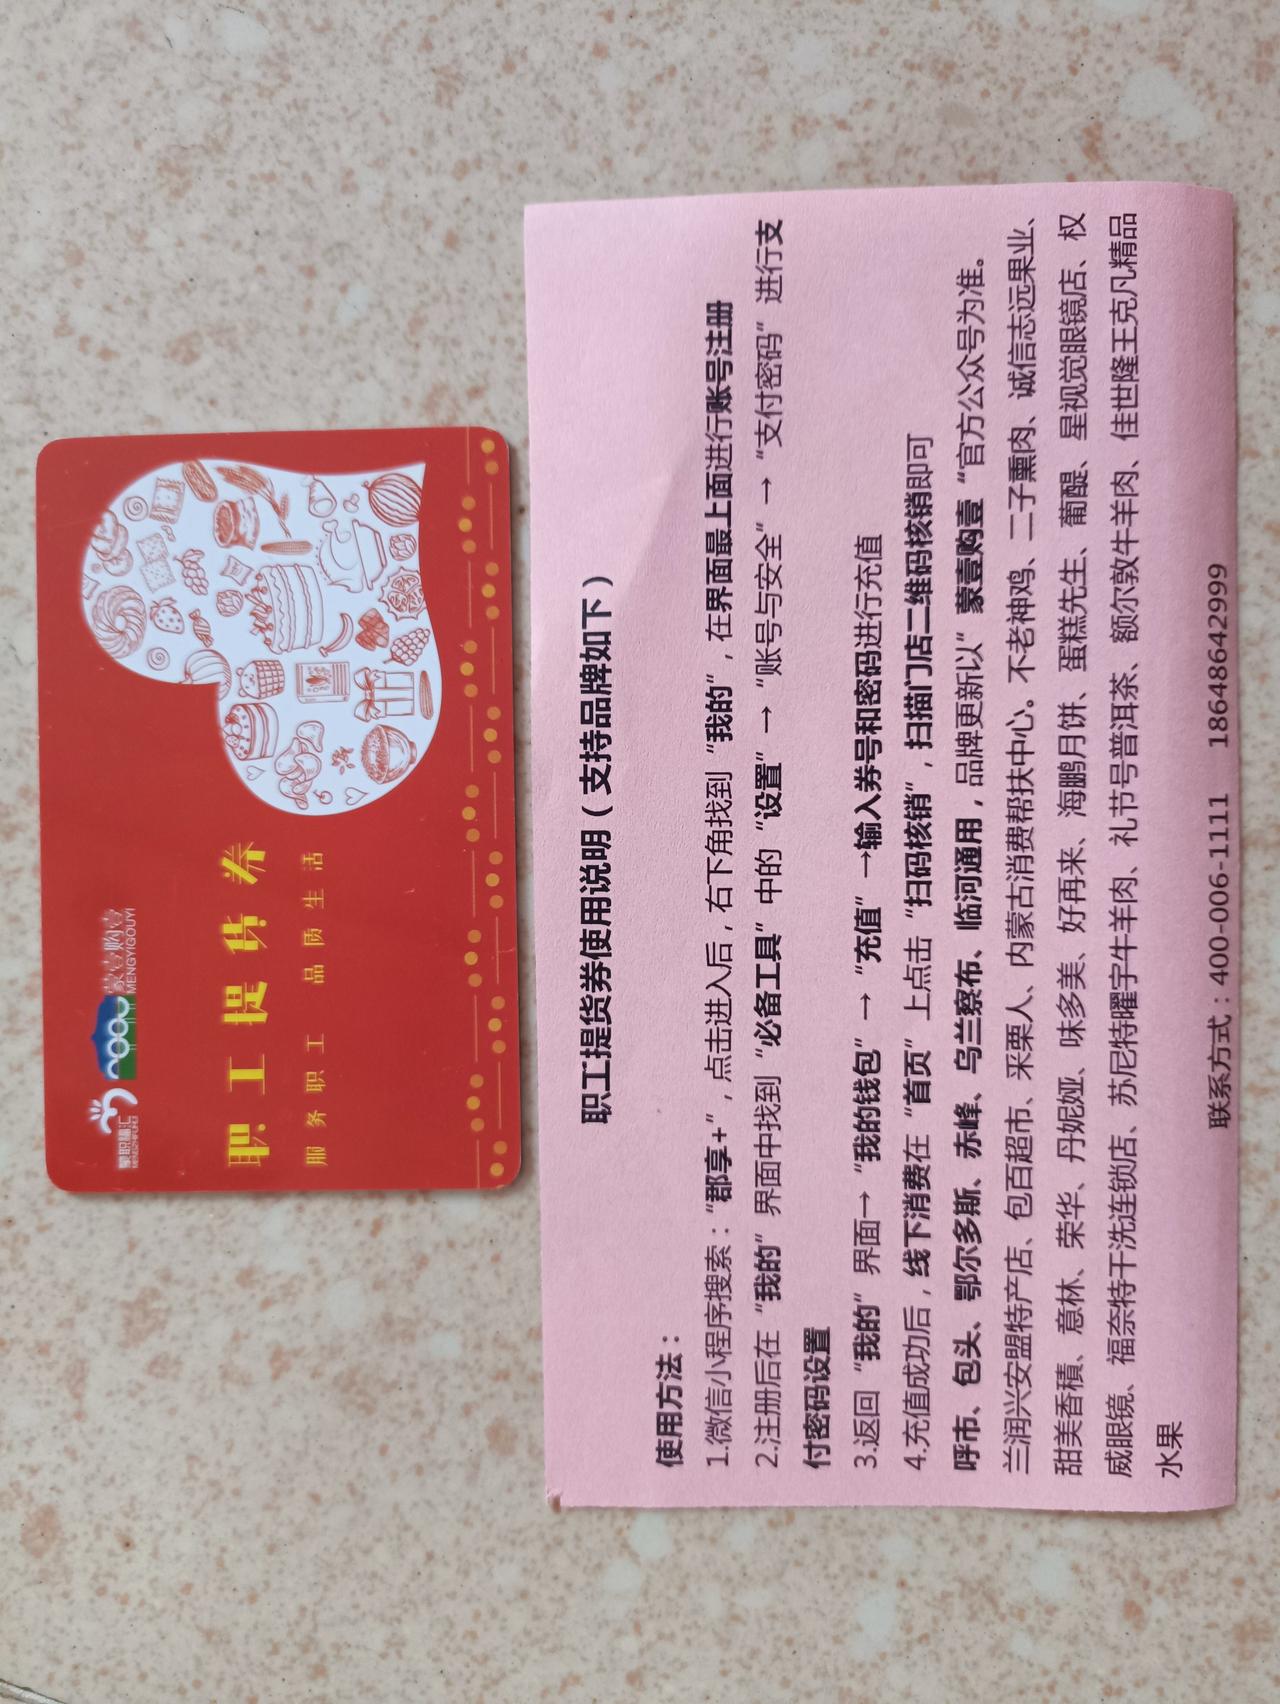 蒙职福汇
MENGZHIFUHUI
蒙壹购壹
MENGYIGOUYI
职工提货券
服务职工 品质生活
职工提货券使用说明（支持品牌如下）
使用方法：
1.微信小程序搜索：“郡享+”，点击进入后，右下角找到“我的”，在界面最上面进行账号注册
2.注册后在“我的”界面中找到“必备工具”中的“设置”→“账号与安全”→“支付密码”进行支
付密码设置
3.返回“我的”界面→“我的钱包”→“充值”→输入券号和密码进行充值
4.充值成功后，线下消费在“首页”上点击“扫码核销”，扫描门店二维码核销即可
呼市、包头、鄂尔多斯、赤峰、乌兰察布、临河通用，品牌更新以“蒙壹购壹“官方公众号为准。
兰润兴安盟特产店、包百超市、采栗人、内蒙古消费帮扶中心。不老神鸡、二子熏肉、诚信志远果业、
甜美香積、意林、荣华、丹妮娅、味多美、好再来、海鹏月饼、蛋糕先生、葡醍、星视觉眼镜店、权
威眼镜、福奈特干洗连锁店、苏尼特曜宇牛羊肉、礼节号普洱茶、额尔敦牛羊肉、佳世隆王克凡精品
水果
联系方式：400-006-1111 18648642999